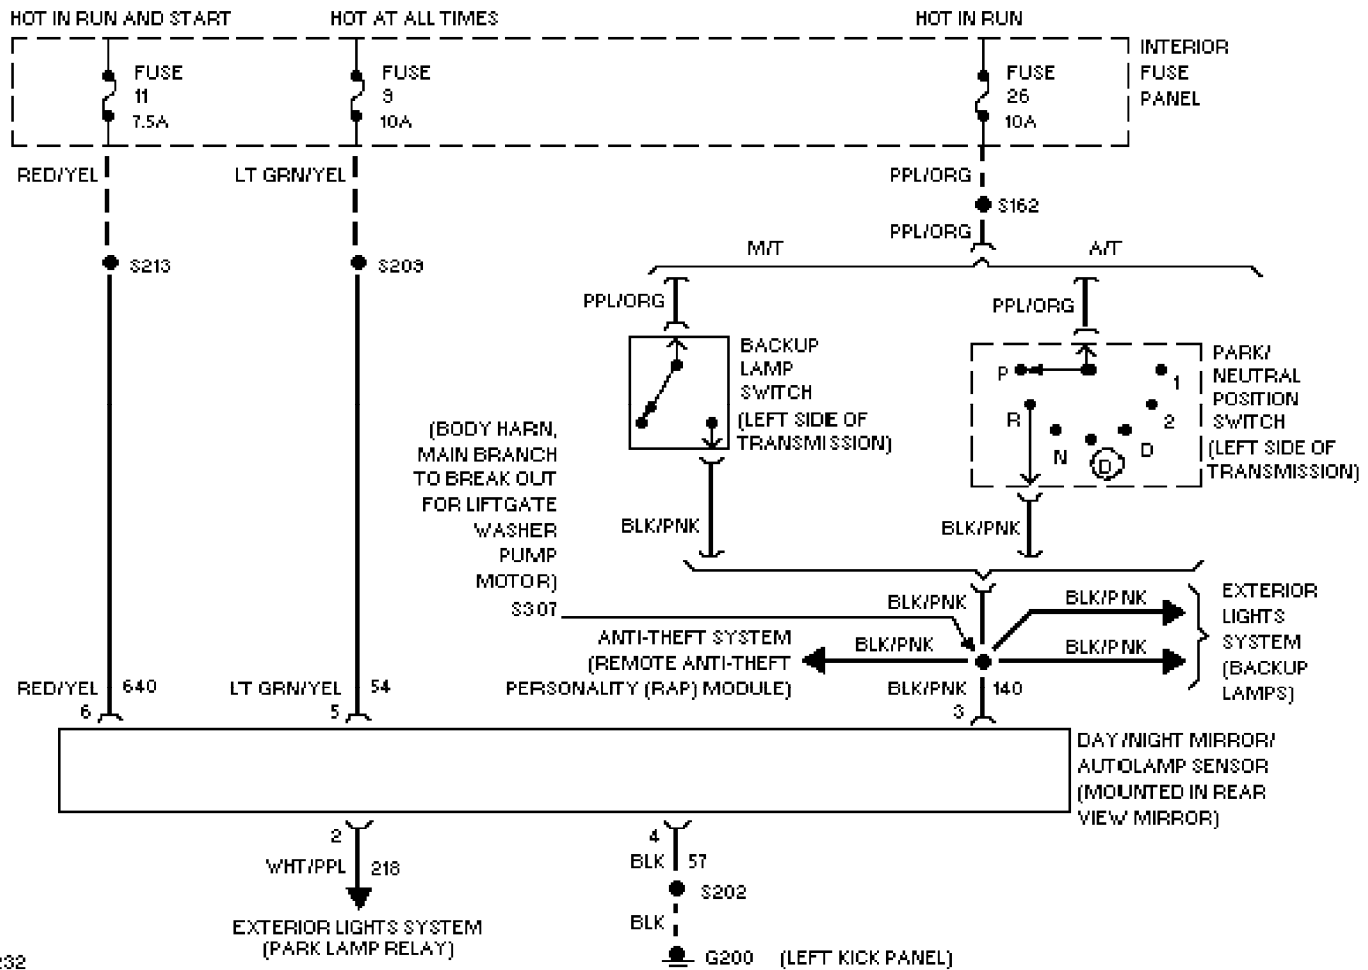 HOT IN RUN AND START
HOT AT ALL TIMES
HOT IN RUN
FUSE
11
7.5A
FUSE
9
10A
FUSE
26
10A
INTERIOR
FUSE
PANEL
RED/YEL
LT GRN/YEL
PPL/ORG
S162
PPL/ORG
S213
S209
M/T
A/T
PPL/ORG
PPL/ORG
BACKUP
LAMP
SWITCH
(LEFT SIDE OF
TRANSMISSION)
P
R
N
D
D
2
1
PARK/
NEUTRAL
POSITION
SWITCH
(LEFT SIDE OF
TRANSMISSION)
(BODY HARN,
MAIN BRANCH
TO BREAK OUT
FOR LIFTGATE
WASHER
PUMP
MOTOR)
S307
BLK/PNK
BLK/PNK
BLK/PNK
BLK/PNK
BLK/PNK
BLK/PNK
EXTERIOR
LIGHTS
SYSTEM
(BACKUP
LAMPS)
ANTI-THEFT SYSTEM
(REMOTE ANTI-THEFT
PERSONALITY (RAP) MODULE)
RED/YEL 640
6
LT GRN/YEL 54
5
BLK/PNK 140
3
DAY/NIGHT MIRROR/
AUTOLAMP SENSOR
(MOUNTED IN REAR
VIEW MIRROR)
2
WHT/PPL 218
EXTERIOR LIGHTS SYSTEM
(PARK LAMP RELAY)
4
BLK 57
S202
BLK
G200 (LEFT KICK PANEL)
232